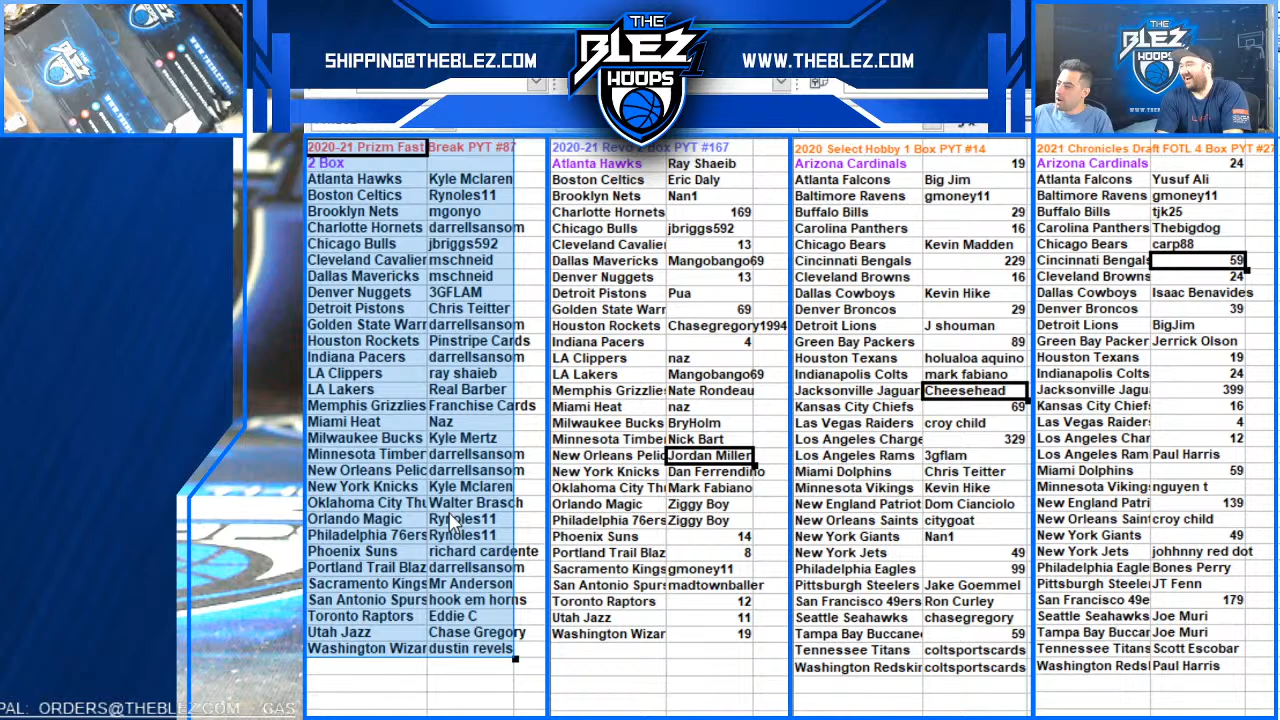 SHIPPING@THEBLEZ.COM
THE
BLEZ
HOOPS
WWW.THEBLEZ.COM
THE
BLEZ
HOOPS
2020-21 Prizm Fast Break PYT #87
2 Box
Atlanta Hawks Kyle Mclaren
Boston Celtics Rynoles11
Brooklyn Nets mgonyo
Charlotte Hornets darrellsansom
Chicago Bulls jbriggs592
Cleveland Cavalier mschneid
Dallas Mavericks mschneid
Denver Nuggets 3GFLAM
Detroit Pistons Chris Teitter
Golden State Warr darrellsansom
Houston Rockets Pinstripe Cards
Indiana Pacers darrellsansom
LA Clippers ray shaieb
LA Lakers Real Barber
Memphis Grizzlies Franchise Cards
Miami Heat Naz
Milwaukee Bucks Kyle Mertz
Minnesota Timber darrellsansom
New Orleans Pelic darrellsansom
New York Knicks Kyle Mclaren
Oklahoma City Thu Walter Brasch
Orlando Magic Rynoles11
Philadelphia 76ers Rynoles11
Phoenix Suns richard cardente
Portland Trail Blaz darrellsansom
Sacramento Kings Mr Anderson
San Antonio Spurs hook em horns
Toronto Raptors Eddie C
Utah Jazz Chase Gregory
Washington Wizar dustin revels
2020-21 Revo 2 Box PYT #167
Atlanta Hawks Ray Shaeib
Boston Celtics Eric Daly
Brooklyn Nets Nan1
Charlotte Hornets 169
Chicago Bulls jbriggs592
Cleveland Cavalier 13
Dallas Mavericks Mangobango69
Denver Nuggets 13
Detroit Pistons Pua
Golden State Warr 69
Houston Rockets Chasegregory1994
Indiana Pacers 4
LA Clippers naz
LA Lakers Mangobango69
Memphis Grizzlies Nate Rondeau
Miami Heat naz
Milwaukee Bucks BryHolm
Minnesota Timber Nick Bart
New Orleans Pelic Jordan Miller
New York Knicks Dan Ferrendino
Oklahoma City Thu Mark Fabiano
Orlando Magic Ziggy Boy
Philadelphia 76ers Ziggy Boy
Phoenix Suns 14
Portland Trail Blaz 8
Sacramento Kings gmoney11
San Antonio Spurs madtownballer
Toronto Raptors 12
Utah Jazz 11
Washington Wizar 19
2020 Select Hobby 1 Box PYT #14
Arizona Cardinals 19
Atlanta Falcons Big Jim
Baltimore Ravens gmoney11
Buffalo Bills 29
Carolina Panthers 16
Chicago Bears Kevin Madden
Cincinnati Bengals 229
Cleveland Browns 16
Dallas Cowboys Kevin Hike
Denver Broncos 29
Detroit Lions J shouman
Green Bay Packers 89
Houston Texans holualoa aquino
Indianapolis Colts mark fabiano
Jacksonville Jaguar Cheesehead
Kansas City Chiefs 69
Las Vegas Raiders croy child
Los Angeles Charge 329
Los Angeles Rams 3gflam
Miami Dolphins Chris Teitter
Minnesota Vikings Kevin Hike
New England Patriot Dom Cianciolo
New Orleans Saints citygoat
New York Giants Nan1
New York Jets 49
Philadelphia Eagles 99
Pittsburgh Steelers Jake Goemmel
San Francisco 49ers Ron Curley
Seattle Seahawks chasegregory
Tampa Bay Buccanee 59
Tennessee Titans coltsportscards
Washington Redskin coltsportscards
2021 Chronicles Draft FOTL 4 Box PYT #27
Arizona Cardinals 24
Atlanta Falcons Yusuf Ali
Baltimore Ravens gmoney11
Buffalo Bills tjk25
Carolina Panthers Thebigdog
Chicago Bears carp88
Cincinnati Bengals 59
Cleveland Browns 24
Dallas Cowboys Isaac Benavides
Denver Broncos 39
Detroit Lions BigJim
Green Bay Packer Jerrick Olson
Houston Texans 19
Indianapolis Colts 24
Jacksonville Jagu 399
Kansas City Chief 16
Las Vegas Raider 4
Los Angeles Char 12
Los Angeles Ram Paul Harris
Miami Dolphins 59
Minnesota Vikings nguyen t
New England Patri 139
New Orleans Saint croy child
New York Giants 49
New York Jets johhnny red dot
Philadelphia Eagle Bones Perry
Pittsburgh Steele JT Fenn
San Francisco 49e 179
Seattle Seahawks Joe Muri
Tampa Bay Buccar Joe Muri
Tennessee Titans Scott Escobar
Washington Reds Paul Harris
PAL: ORDERS@THEBLEZ.COM GAS